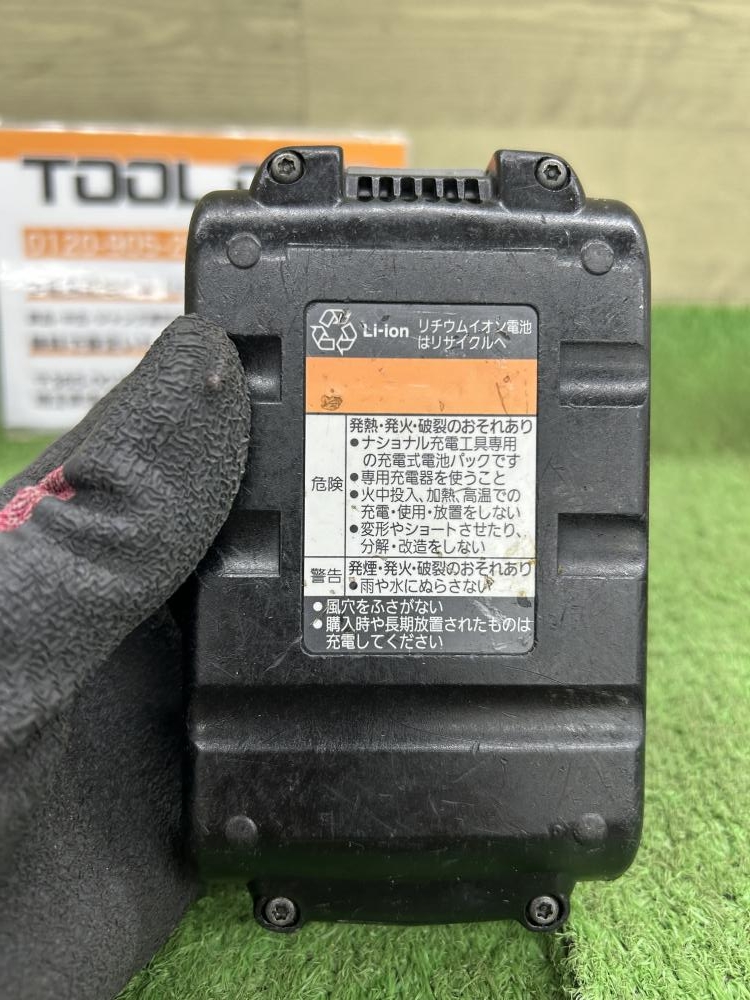 TOOL
0120-905-2
Li-ion リチウムイオン電池
はリサイクルへ
危険
発熱・発火・破裂のおそれあり
●ナショナル充電工具専用
の充電式電池パックです
●専用充電器を使うこと
●火中投入、加熱、高温での
充電・使用・放置をしない
●変形やショートさせたり、
分解・改造をしない
警告
発煙・発火・破裂のおそれあり
●雨や水にぬらさない
●風穴をふさがない
●購入時や長期放置されたものは
充電してください